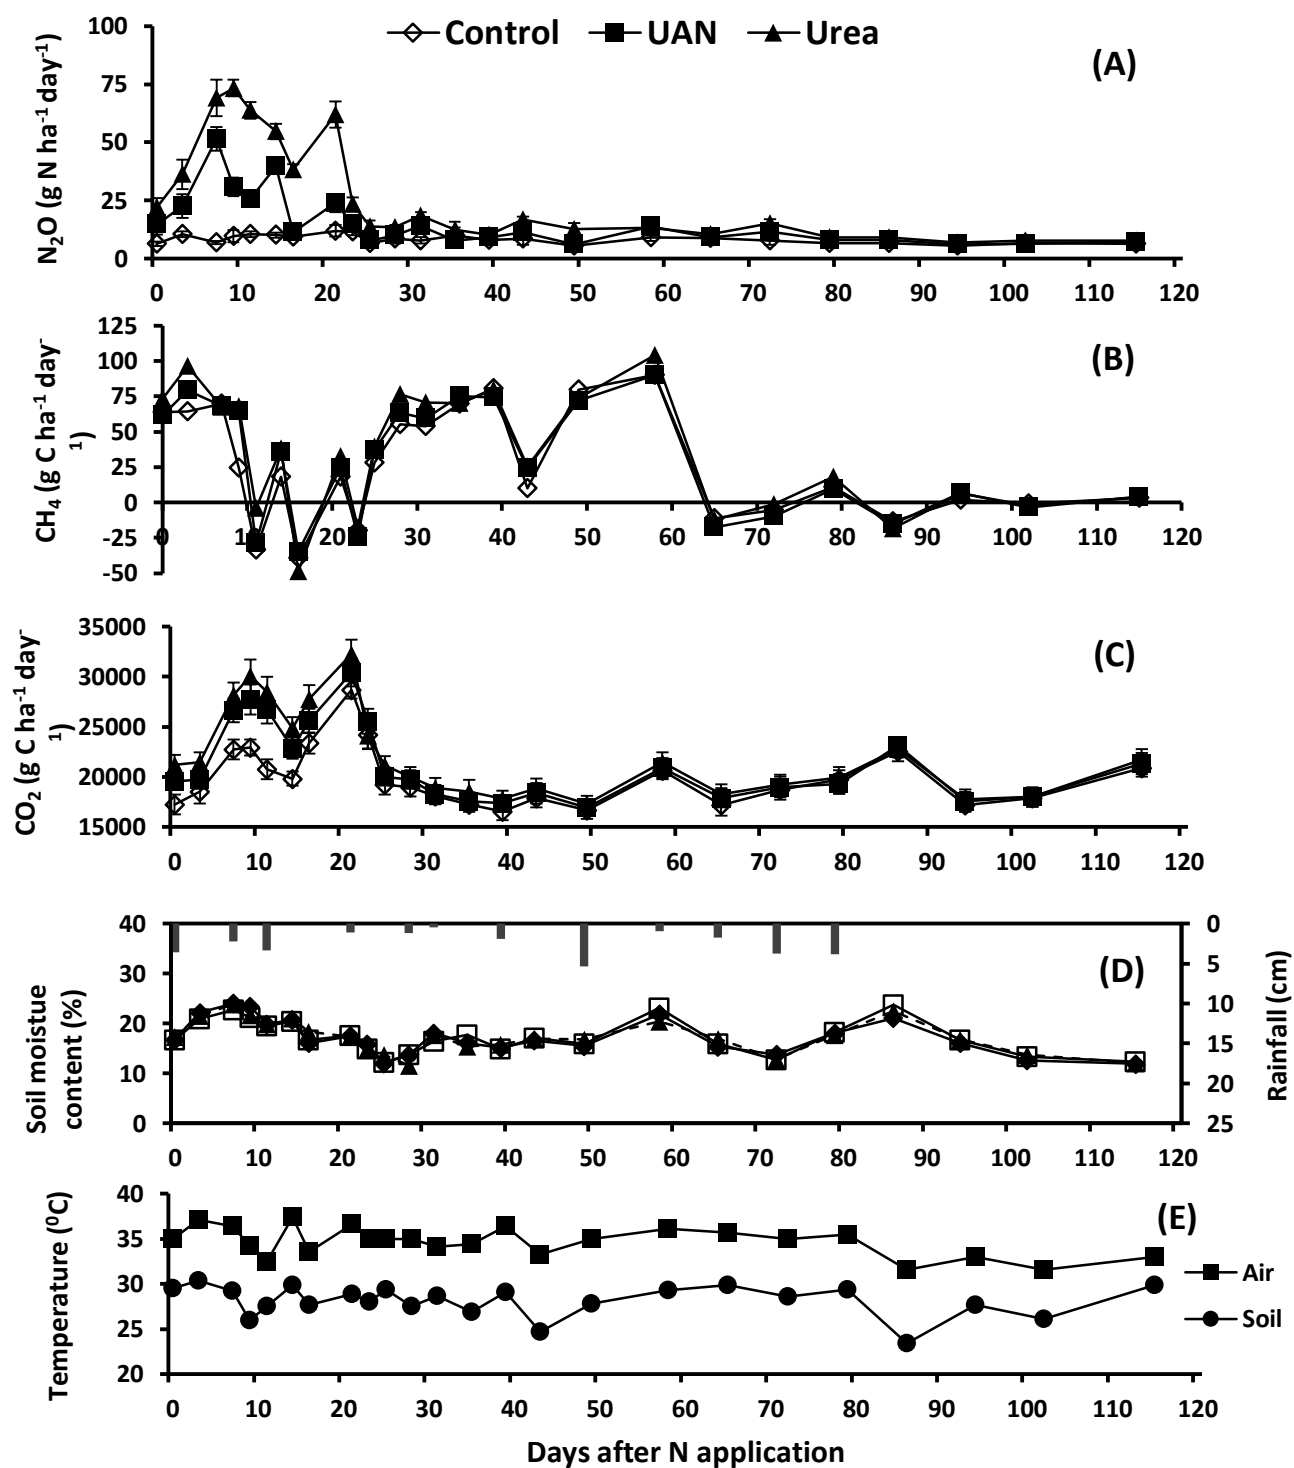 Control UAN Urea
(A)
N2O (g N ha-1 day-1)
100
75
50
25
0
0 10 20 30 40 50 60 70 80 90 100 110 120
(B)
CH4 (g C ha-1 day-
1)
125
100
75
50
25
0
-25
-50
0 10 20 30 40 50 60 70 80 90 100 110 120
(C)
CO2 (g C ha-1 day-
1)
35000
30000
25000
20000
15000
0 10 20 30 40 50 60 70 80 90 100 110 120
(D)
Soil moistue
content (%)
40
30
20
10
0
0
5
10
15
20
25
Rainfall (cm)
0 10 20 30 40 50 60 70 80 90 100 110 120
(E)
Temperature (0C)
40
35
30
25
20
Air
Soil
0 10 20 30 40 50 60 70 80 90 100 110 120
Days after N application